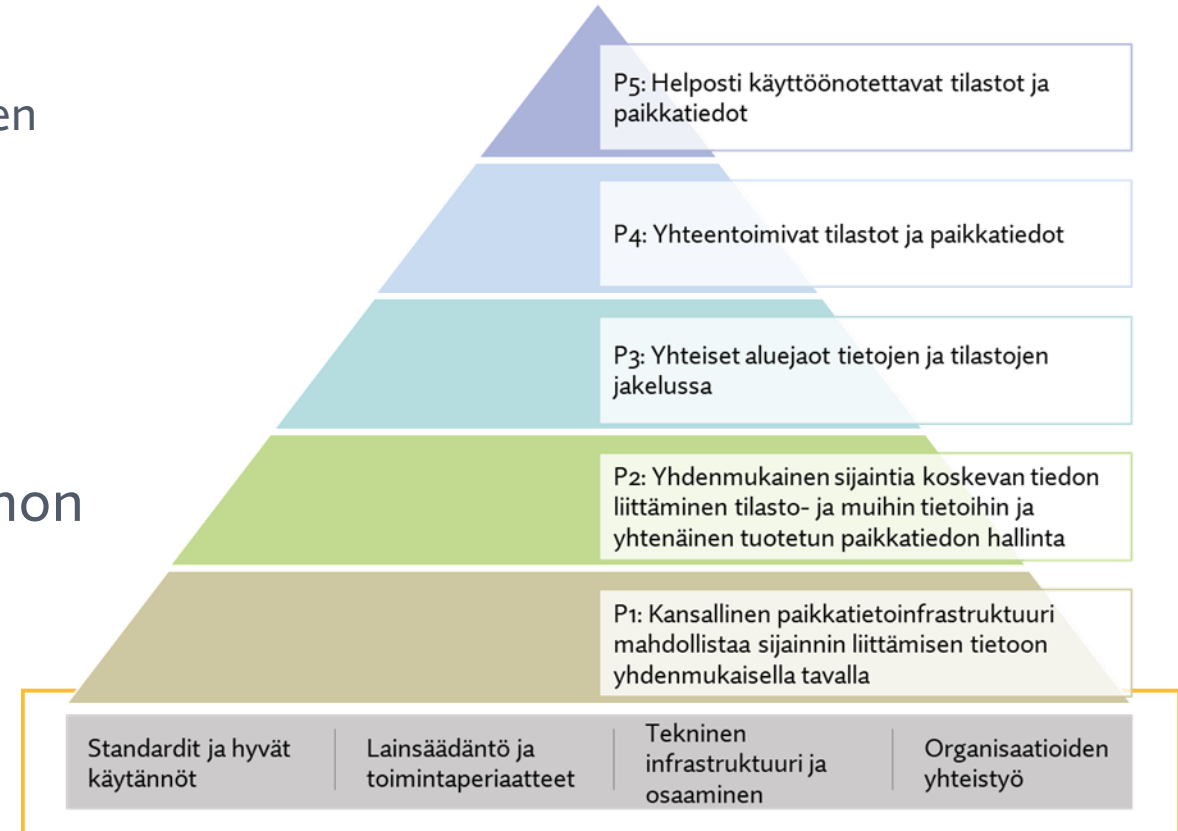 en
non
P5: Helposti käyttöönotettavat tilastot ja
paikkatiedot
P4: Yhteentoimivat tilastot ja paikkatiedot
P3: Yhteiset aluejaot tietojen ja tilastojen
jakelussa
P2: Yhdenmukainen sijaintia koskevan tiedon
liittäminen tilasto- ja muihin tietoihin ja
yhtenäinen tuotetun paikkatiedon hallinta
P1: Kansallinen paikkatietoinfrastruktuuri
mahdollistaa sijainnin liittämisen tietoon
yhdenmukaisella tavalla
Standardit ja hyvät
käytännöt
Lainsäädäntö ja
toimintaperiaatteet
Tekninen
infrastruktuuri ja
osaaminen
Organisaatioiden
yhteistyö